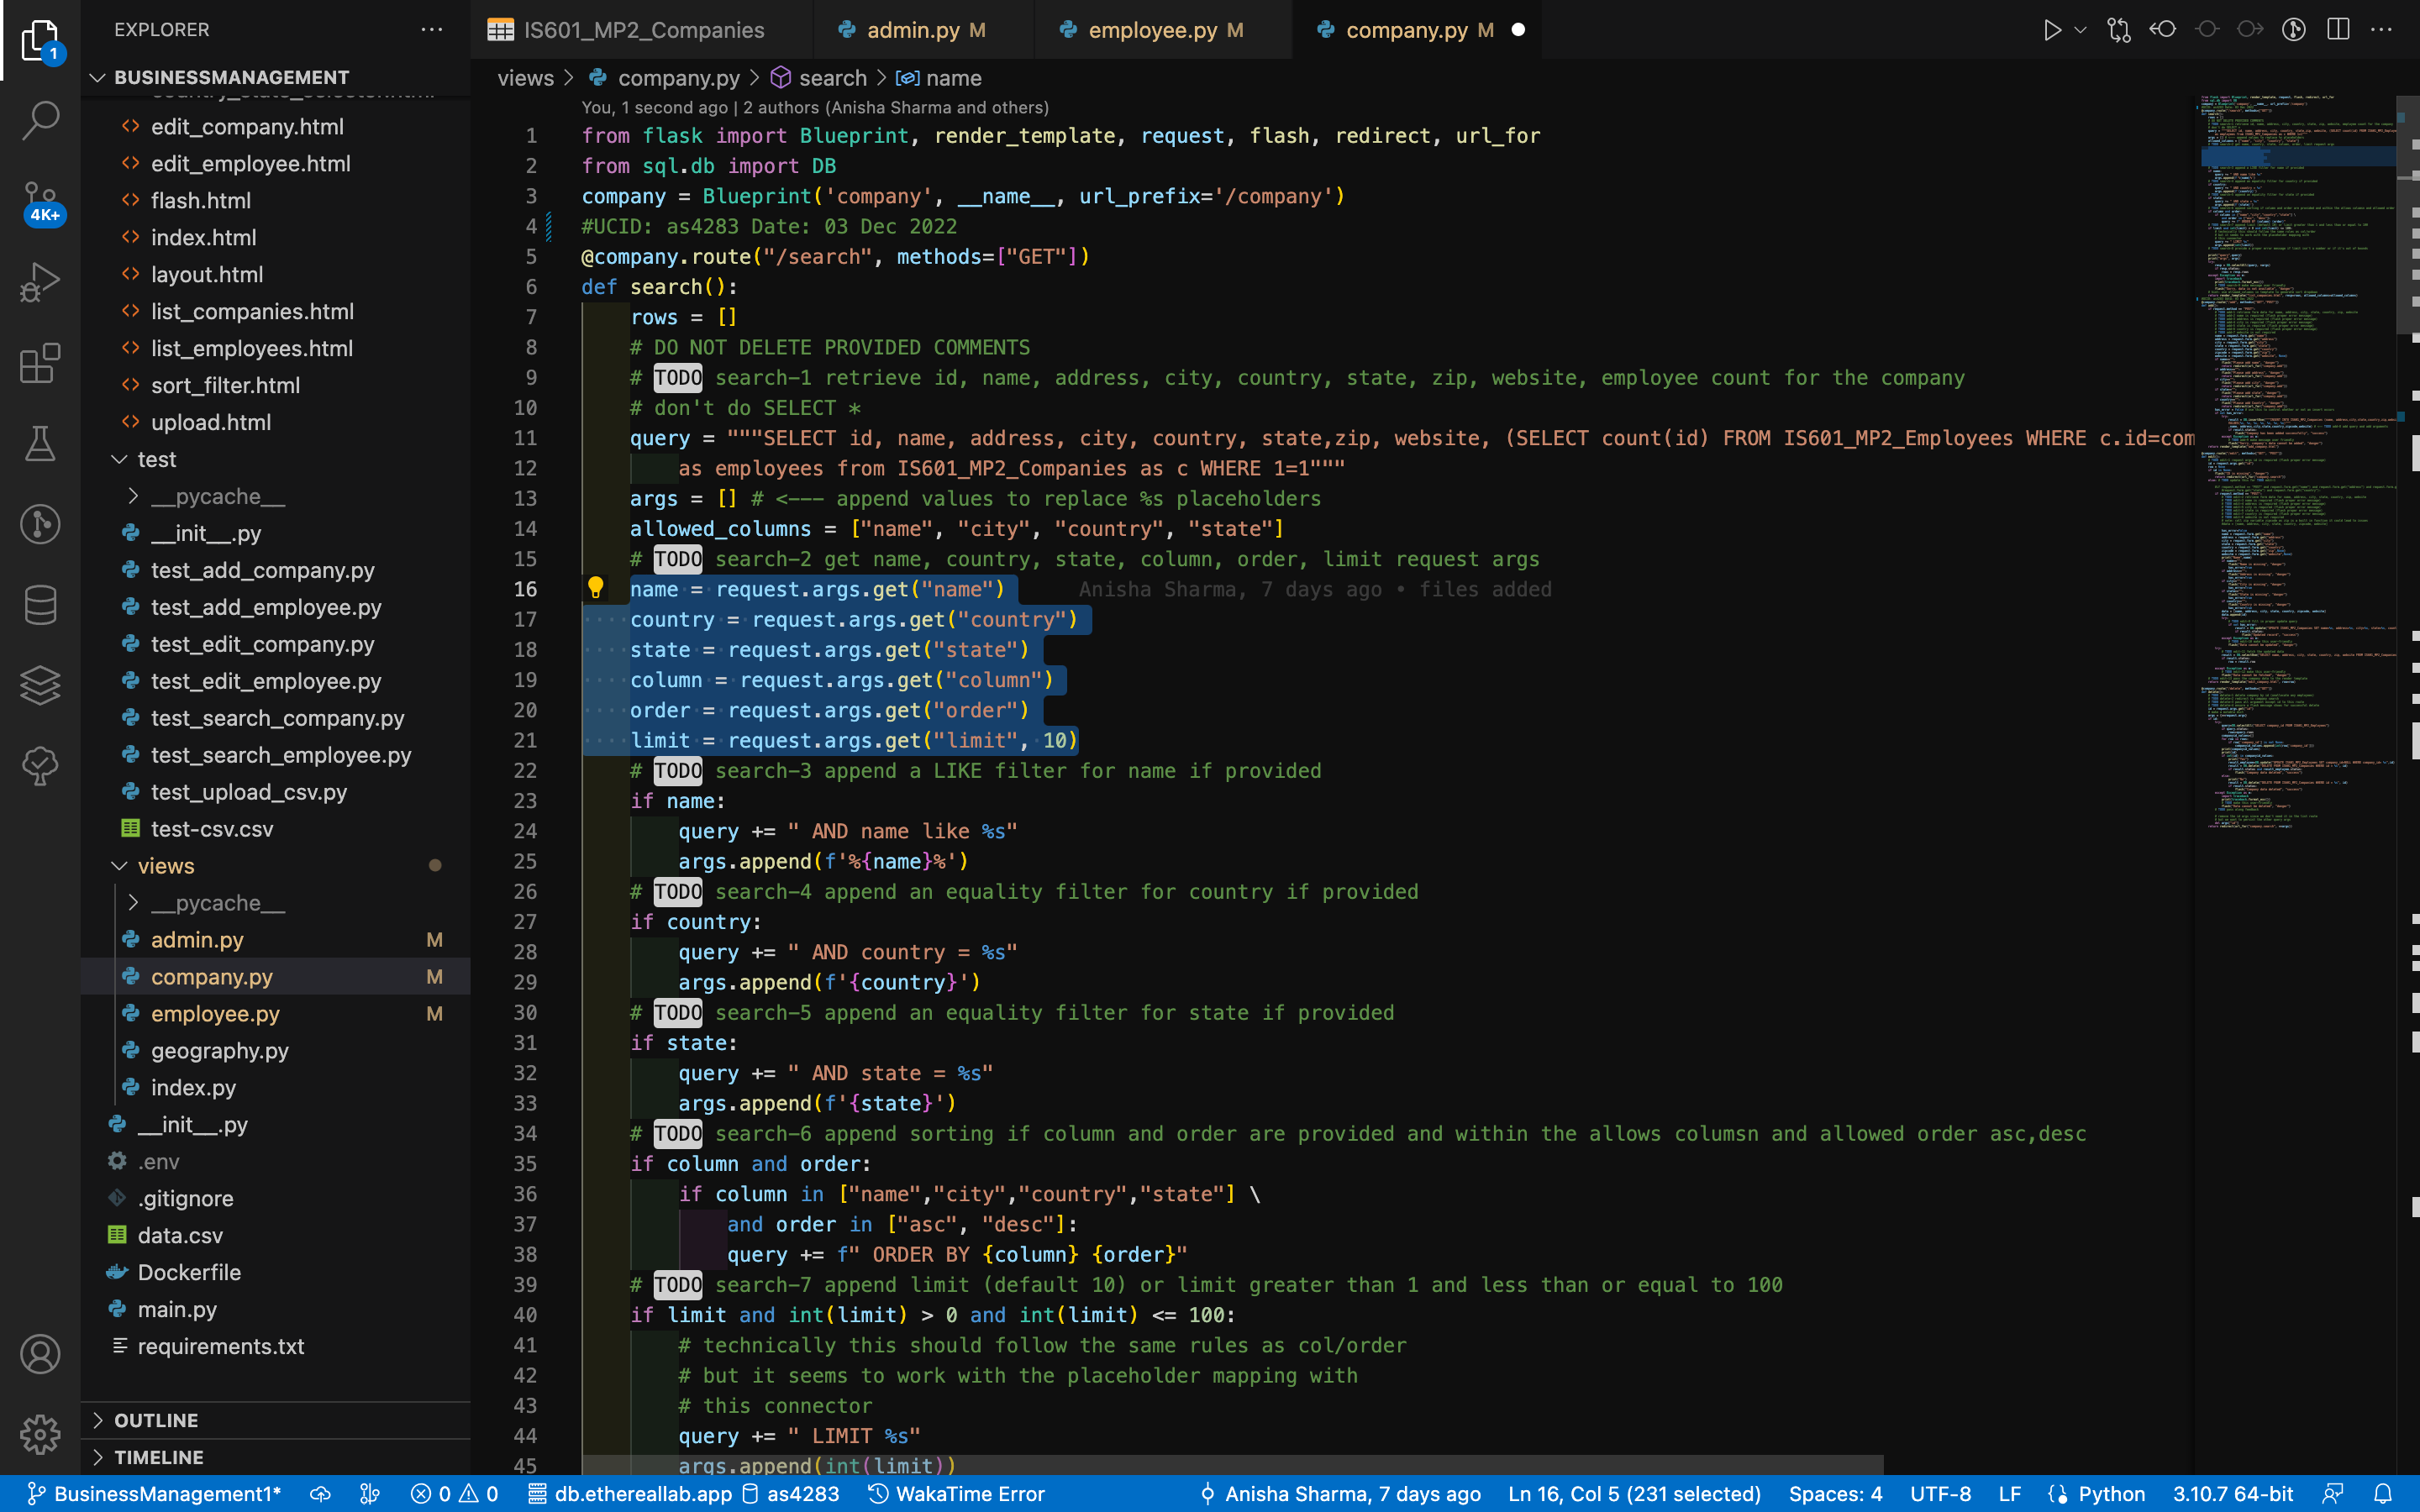 EXPLORER
BUSINESSMANAGEMENT
edit_company.html
edit_employee.html
flash.html
index.html
layout.html
list_companies.html
list_employees.html
sort_filter.html
upload.html
test
__pycache__
__init__.py
test_add_company.py
test_add_employee.py
test_edit_company.py
test_edit_employee.py
test_search_company.py
test_search_employee.py
test_upload_csv.py
test-csv.csv
views
__pycache__
admin.py M
company.py M
employee.py M
geography.py
index.py
__init__.py
.env
.gitignore
data.csv
Dockerfile
main.py
requirements.txt
OUTLINE
TIMELINE
1
4K+
IS601_MP2_Companies
admin.py M
employee.py M
company.py M
views > company.py > search > name
You, 1 second ago | 2 authors (Anisha Sharma and others)
1 from flask import Blueprint, render_template, request, flash, redirect, url_for
2 from sql.db import DB
3 company = Blueprint('company', __name__, url_prefix='/company')
4 #UCID: as4283 Date: 03 Dec 2022
5 @company.route("/search", methods=["GET"])
6 def search():
7 rows = []
8 # DO NOT DELETE PROVIDED COMMENTS
9 # TODO search-1 retrieve id, name, address, city, country, state, zip, website, employee count for the company
10 # don't do SELECT *
11 query = """SELECT id, name, address, city, country, state,zip, website, (SELECT count(id) FROM IS601_MP2_Employees WHERE c.id=com
12 as employees from IS601_MP2_Companies as c WHERE 1=1"""
13 args = [] # <--- append values to replace %s placeholders
14 allowed_columns = ["name", "city", "country", "state"]
15 # TODO search-2 get name, country, state, column, order, limit request args
16 name = request.args.get("name") Anisha Sharma, 7 days ago • files added
17 country = request.args.get("country")
18 state = request.args.get("state")
19 column = request.args.get("column")
20 order = request.args.get("order")
21 limit = request.args.get("limit", 10)
22 # TODO search-3 append a LIKE filter for name if provided
23 if name:
24 query += " AND name like %s"
25 args.append(f'%{name}%')
26 # TODO search-4 append an equality filter for country if provided
27 if country:
28 query += " AND country = %s"
29 args.append(f'{country}')
30 # TODO search-5 append an equality filter for state if provided
31 if state:
32 query += " AND state = %s"
33 args.append(f'{state}')
34 # TODO search-6 append sorting if column and order are provided and within the allows columsn and allowed order asc,desc
35 if column and order:
36 if column in ["name","city","country","state"] \
37 and order in ["asc", "desc"]:
38 query += f" ORDER BY {column} {order}"
39 # TODO search-7 append limit (default 10) or limit greater than 1 and less than or equal to 100
40 if limit and int(limit) > 0 and int(limit) <= 100:
41 # technically this should follow the same rules as col/order
42 # but it seems to work with the placeholder mapping with
43 # this connector
44 query += " LIMIT %s"
45 args.append(int(limit))
BusinessManagement1* 0 0 db.ethereallab.app as4283 WakaTime Error Anisha Sharma, 7 days ago Ln 16, Col 5 (231 selected) Spaces: 4 UTF-8 LF Python 3.10.7 64-bit